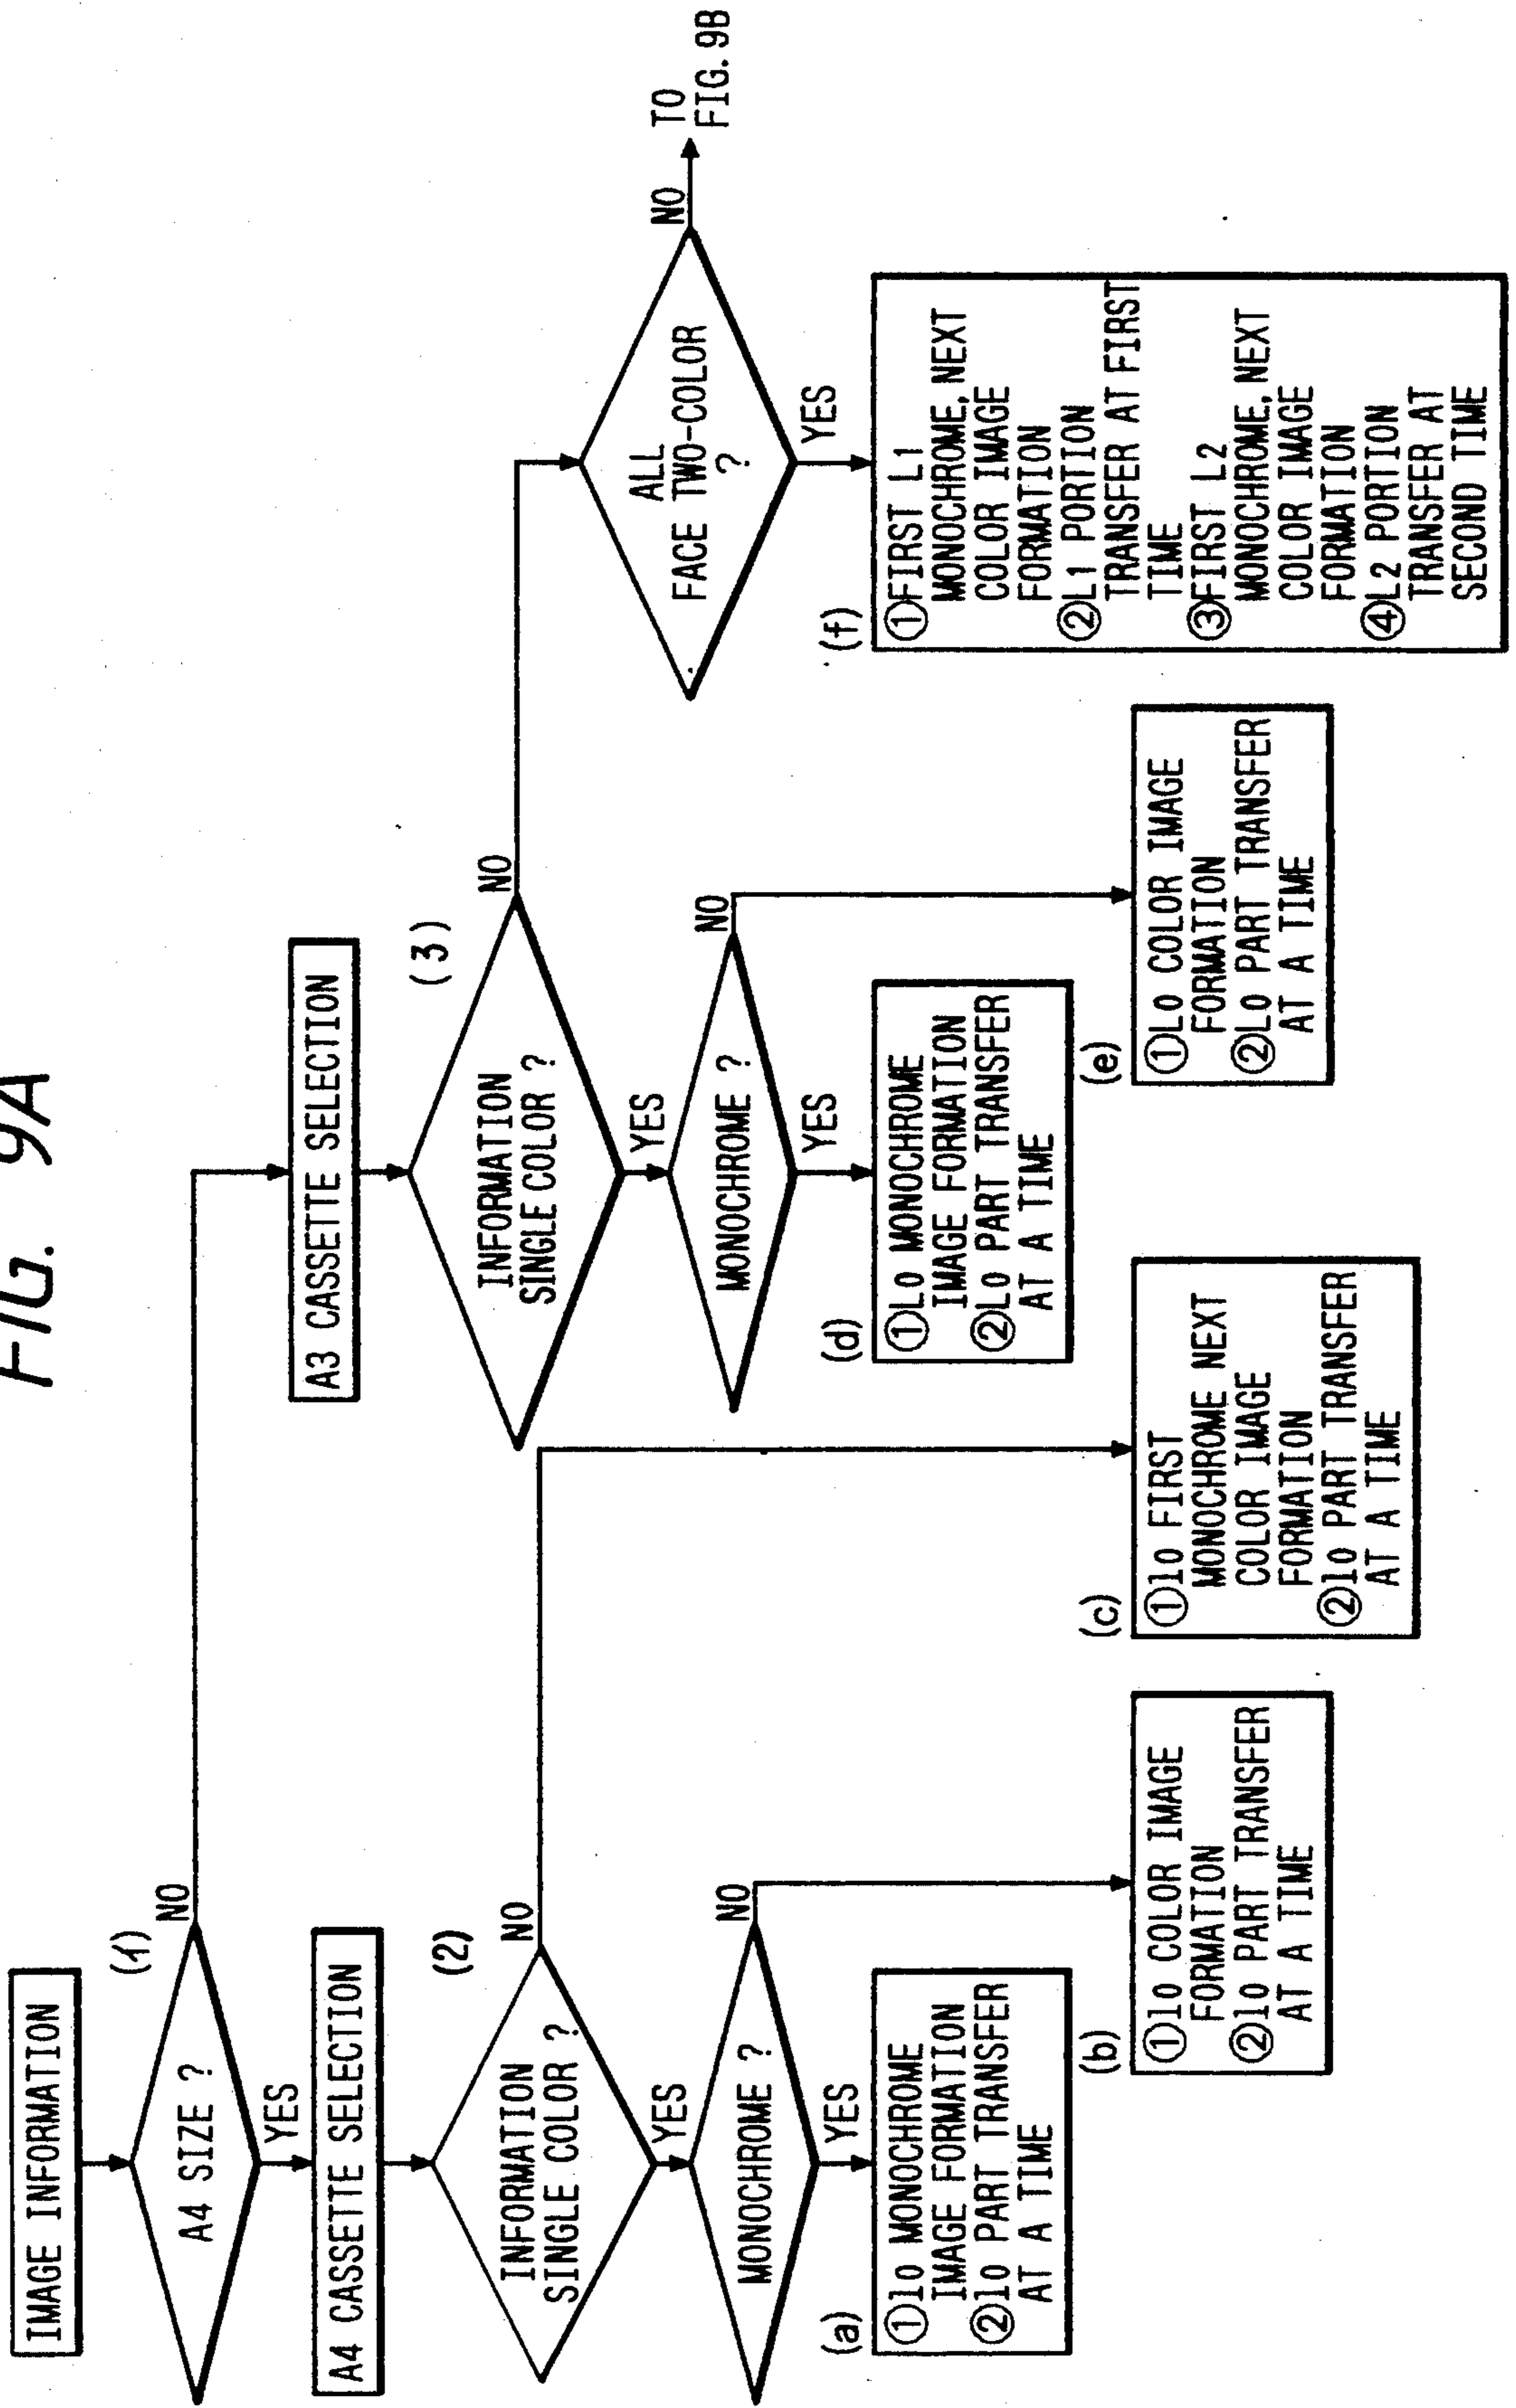 FIG. 9A
IMAGE INFORMATION
(1)
A4 SIZE ?
NO
YES
A4 CASSETTE SELECTION
(2)
INFORMATION
SINGLE COLOR ?
NO
YES
MONOCHROME ?
NO
YES
(a)
①l0 MONOCHROME
IMAGE FORMATION
②l0 PART TRANSFER
AT A TIME
(b)
①l0 COLOR IMAGE
FORMATION
②l0 PART TRANSFER
AT A TIME
(c)
①l0 FIRST
MONOCHROME NEXT
COLOR IMAGE
FORMATION
②l0 PART TRANSFER
AT A TIME
A3 CASSETTE SELECTION
(3)
INFORMATION
SINGLE COLOR ?
NO
YES
MONOCHROME ?
NO
YES
(d)
①L0 MONOCHROME
IMAGE FORMATION
②L0 PART TRANSFER
AT A TIME
(e)
①L0 COLOR IMAGE
FORMATION
②L0 PART TRANSFER
AT A TIME
ALL
FACE TWO-COLOR
?
NO
TO
FIG. 9B
YES
(f)
①FIRST L1
MONOCHROME, NEXT
COLOR IMAGE
FORMATION
②L1 PORTION
TRANSFER AT FIRST
TIME
③FIRST L2
MONOCHROME, NEXT
COLOR IMAGE
FORMATION
④L2 PORTION
TRANSFER AT
SECOND TIME